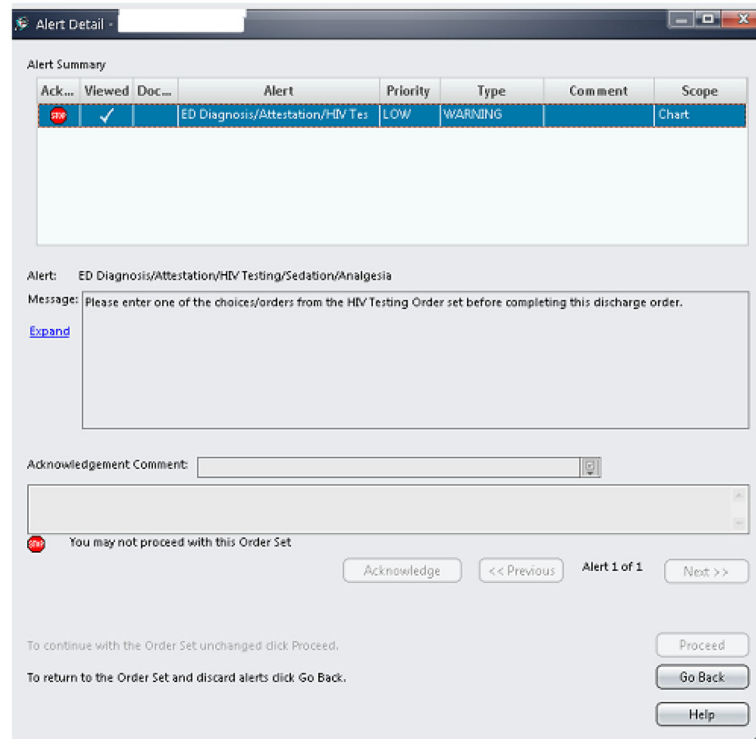 Alert Detail -
Alert Summary
Ack... Viewed Doc... Alert Priority Type Comment Scope
STOP ED Diagnosis/Attestation/HIV Tes LOW WARNING Chart
Alert: ED Diagnosis/Attestation/HIV Testing/Sedation/Analgesia
Message: Please enter one of the choices/orders from the HIV Testing Order set before completing this discharge order.
Expand
Acknowledgement Comment:
STOP You may not proceed with this Order Set
Acknowledge << Previous Alert 1 of 1 Next >>
To continue with the Order Set unchanged click Proceed. Proceed
To return to the Order Set and discard alerts click Go Back. Go Back
Help